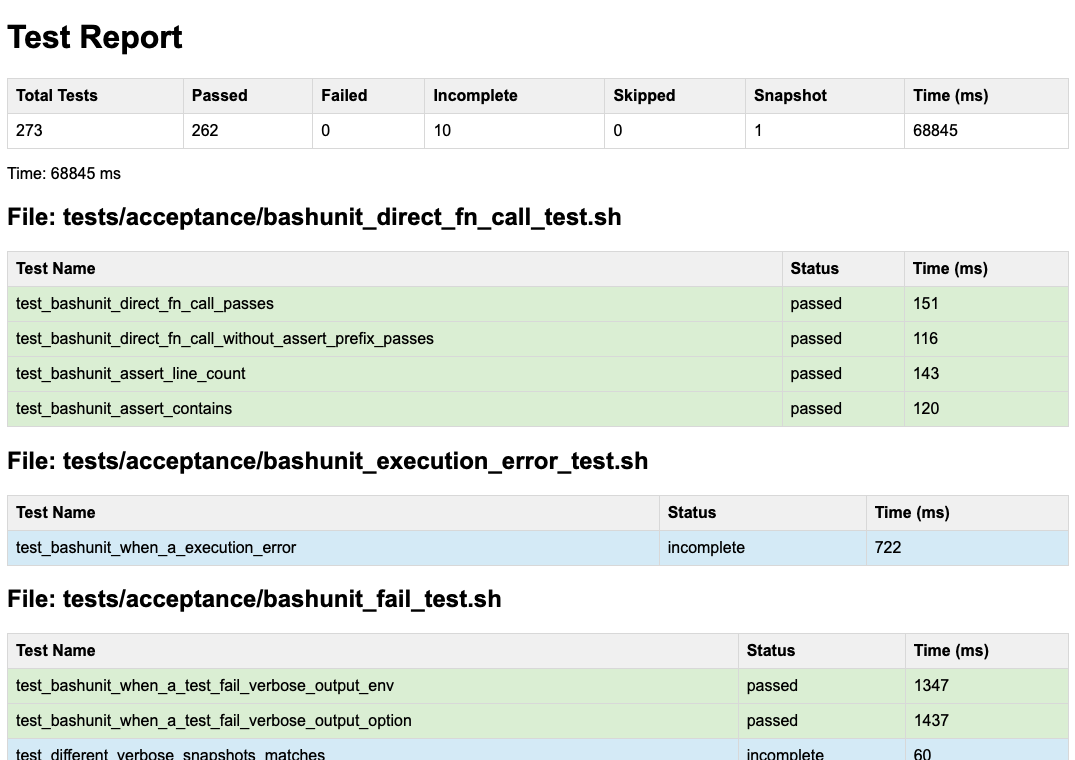 Test Report
Total Tests Passed Failed Incomplete Skipped Snapshot Time (ms)
273 262 0 10 0 1 68845
Time: 68845 ms
File: tests/acceptance/bashunit_direct_fn_call_test.sh
Test Name Status Time (ms)
test_bashunit_direct_fn_call_passes passed 151
test_bashunit_direct_fn_call_without_assert_prefix_passes passed 116
test_bashunit_assert_line_count passed 143
test_bashunit_assert_contains passed 120
File: tests/acceptance/bashunit_execution_error_test.sh
Test Name Status Time (ms)
test_bashunit_when_a_execution_error incomplete 722
File: tests/acceptance/bashunit_fail_test.sh
Test Name Status Time (ms)
test_bashunit_when_a_test_fail_verbose_output_env passed 1347
test_bashunit_when_a_test_fail_verbose_output_option passed 1437
test_different_verbose_snapshots_matches incomplete 60